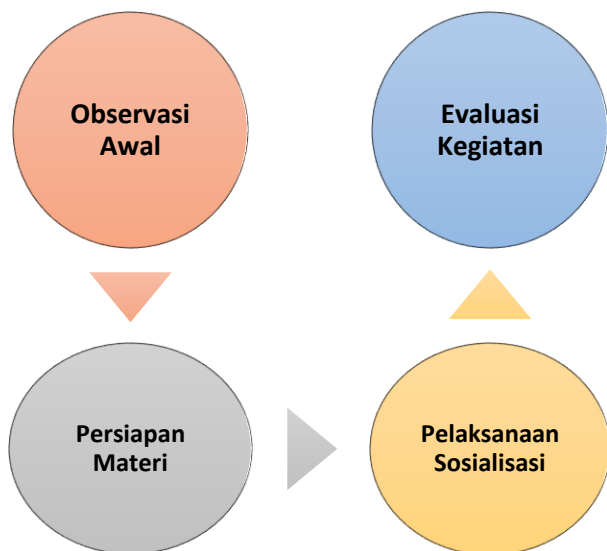 Observasi
Awal
Persiapan
Materi
Pelaksanaan
Sosialisasi
Evaluasi
Kegiatan